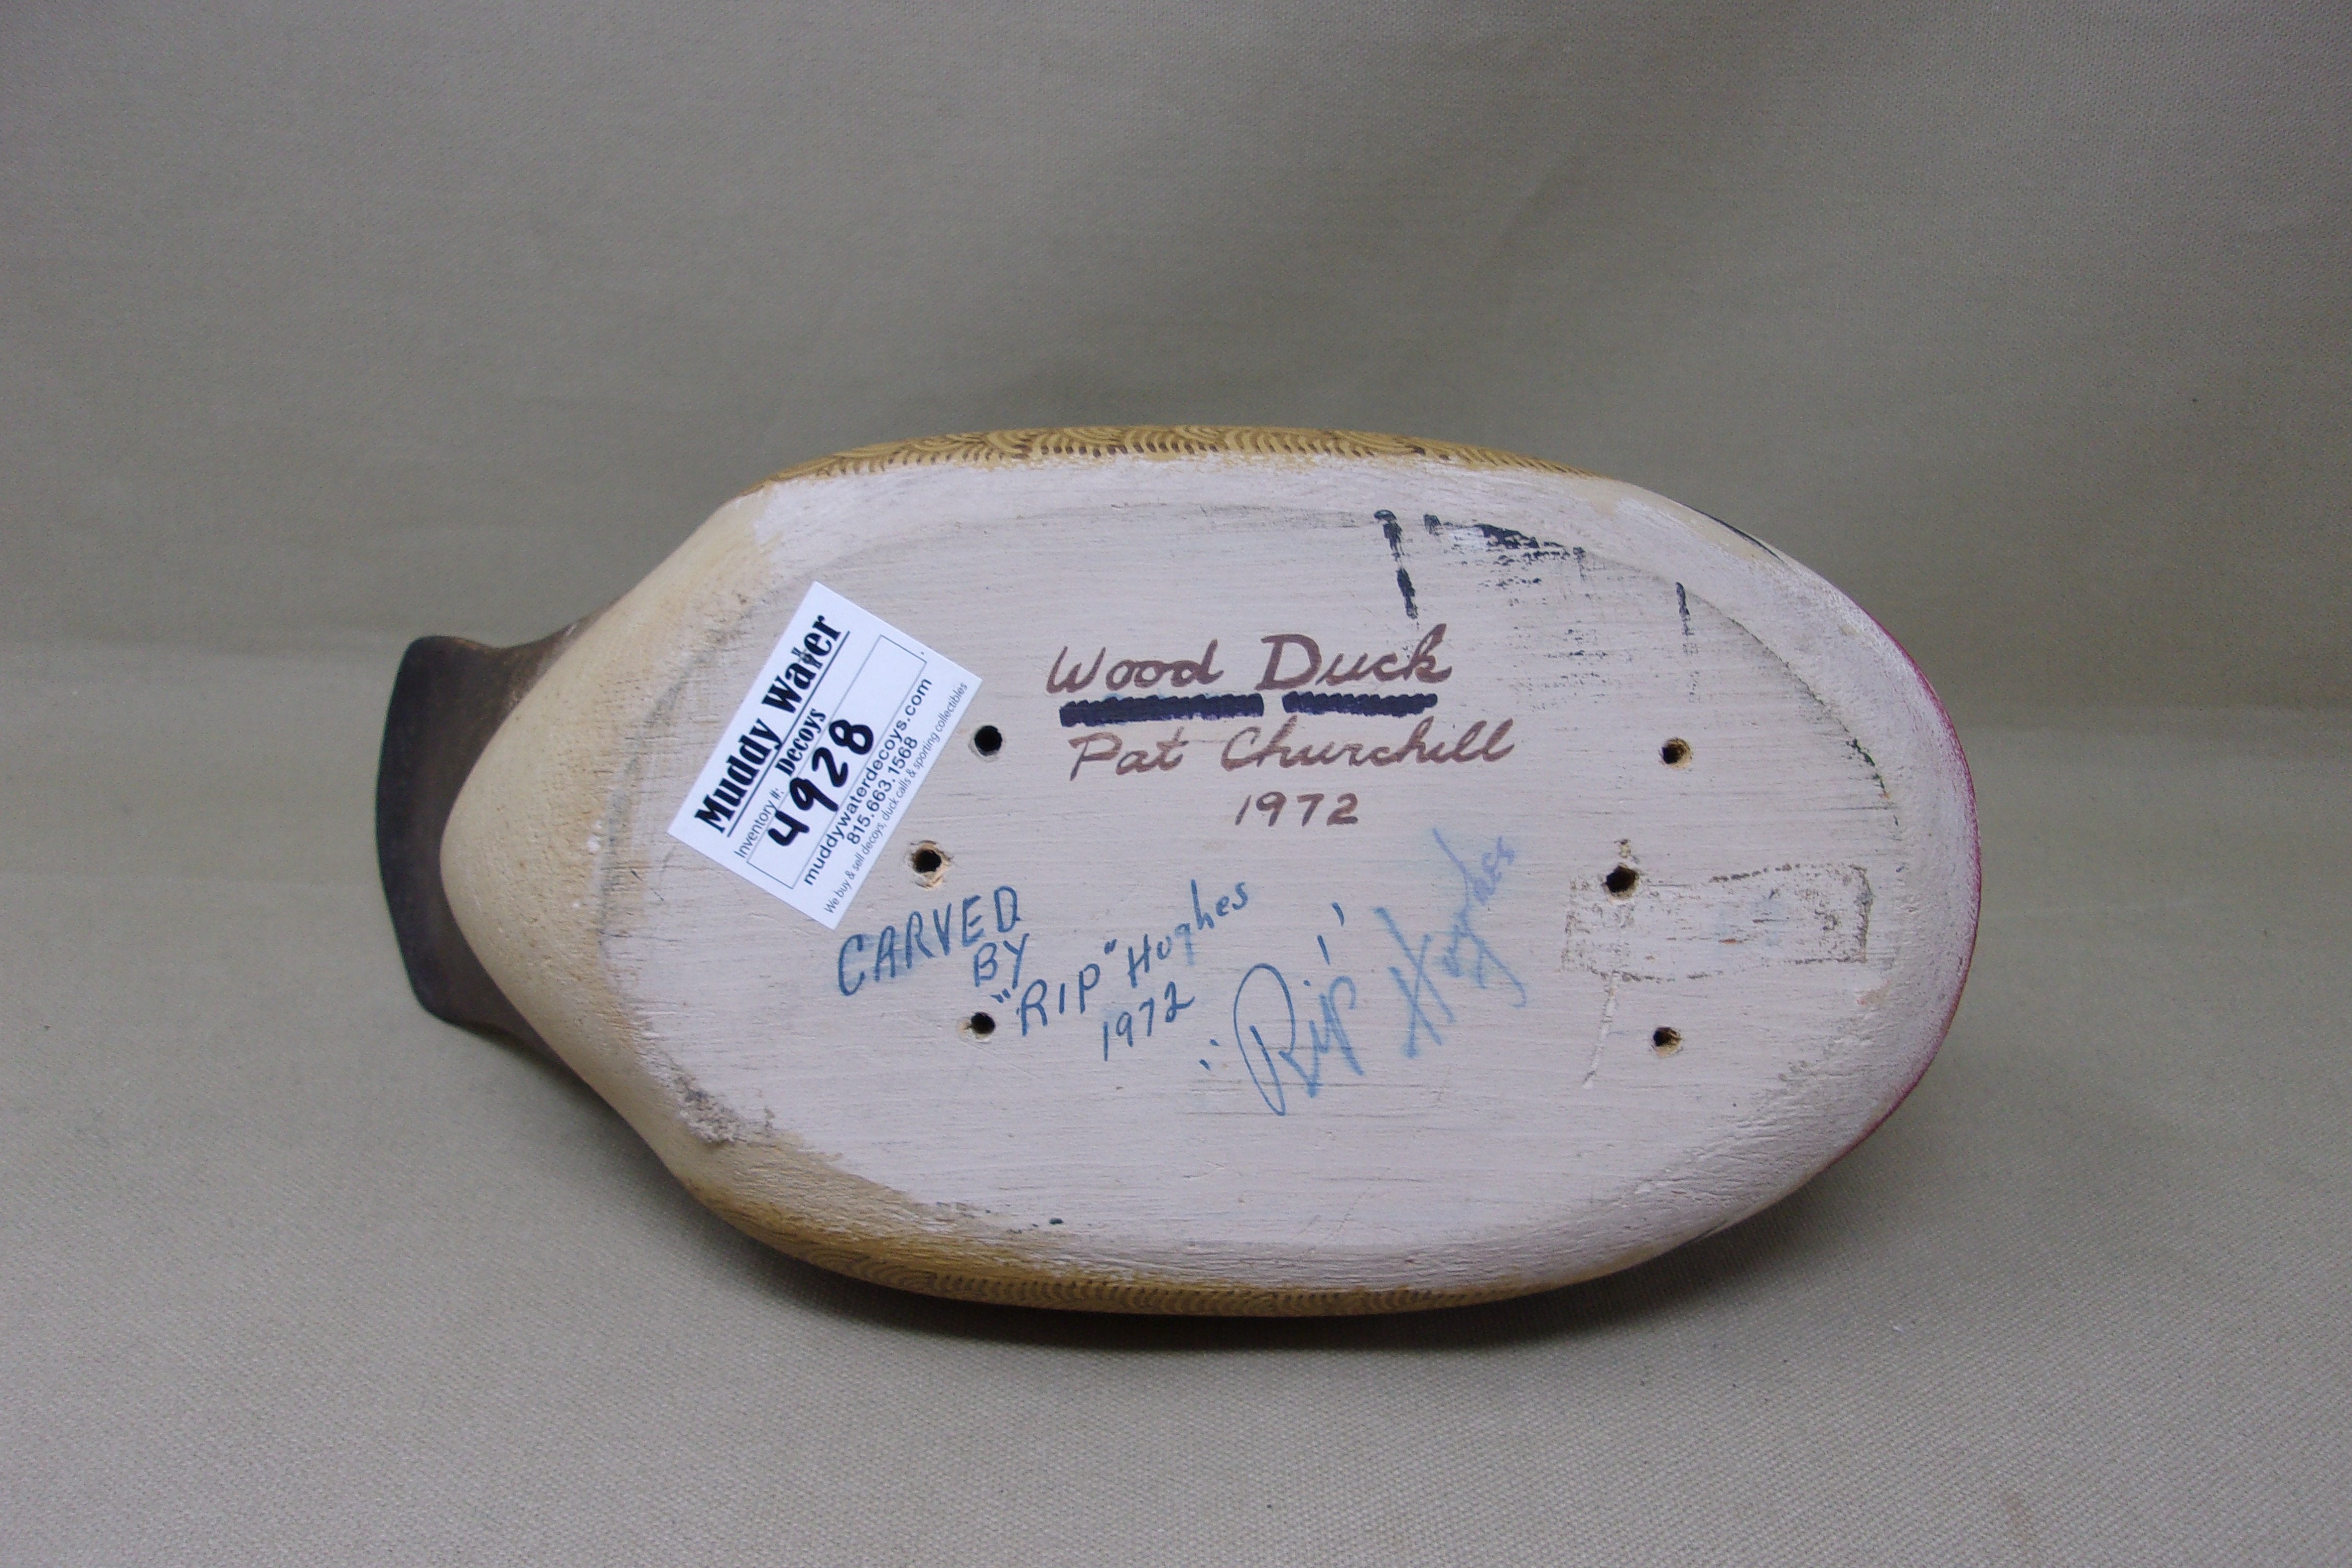 Muddy Water
Decoys
Inventory #:
4928
muddywaterdecoys.com
815.663.1568
We buy & sell decoys, duck calls & sporting collectibles
Wood Duck
Pat Churchill
1972
CARVED
BY
"RIP" Hughes
1972
"Rip" Hughes